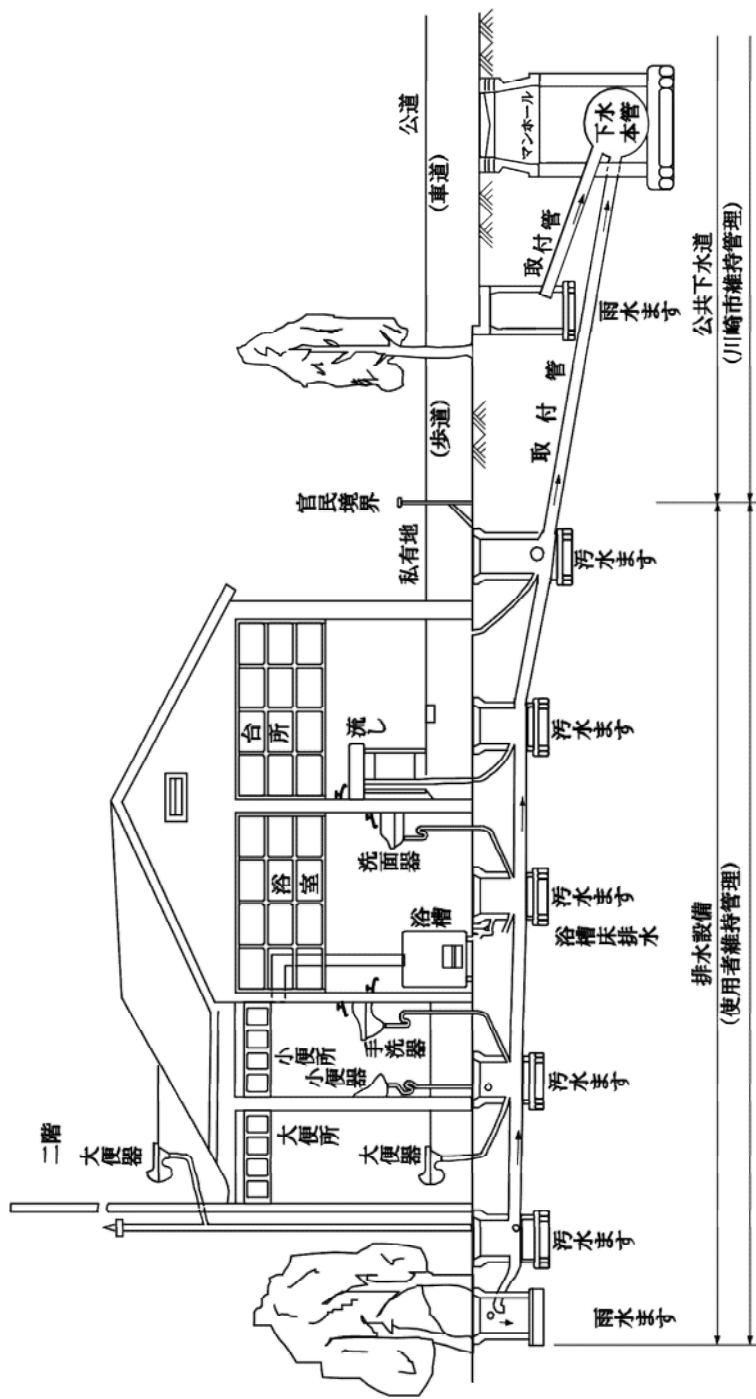 二階
大便器
大便所
大便器
小便所
小便器
手洗器
浴室
浴槽
洗面器
台所
流し
私有地
官民境界
(歩道)
(車道)
公道
マンホール
下水本管
取付管
取付管
雨水ます
汚水ます
汚水ます
汚水ます
浴槽床排水
汚水ます
汚水ます
雨水ます
排水設備
(使用者維持管理)
公共下水道
(川崎市維持管理)